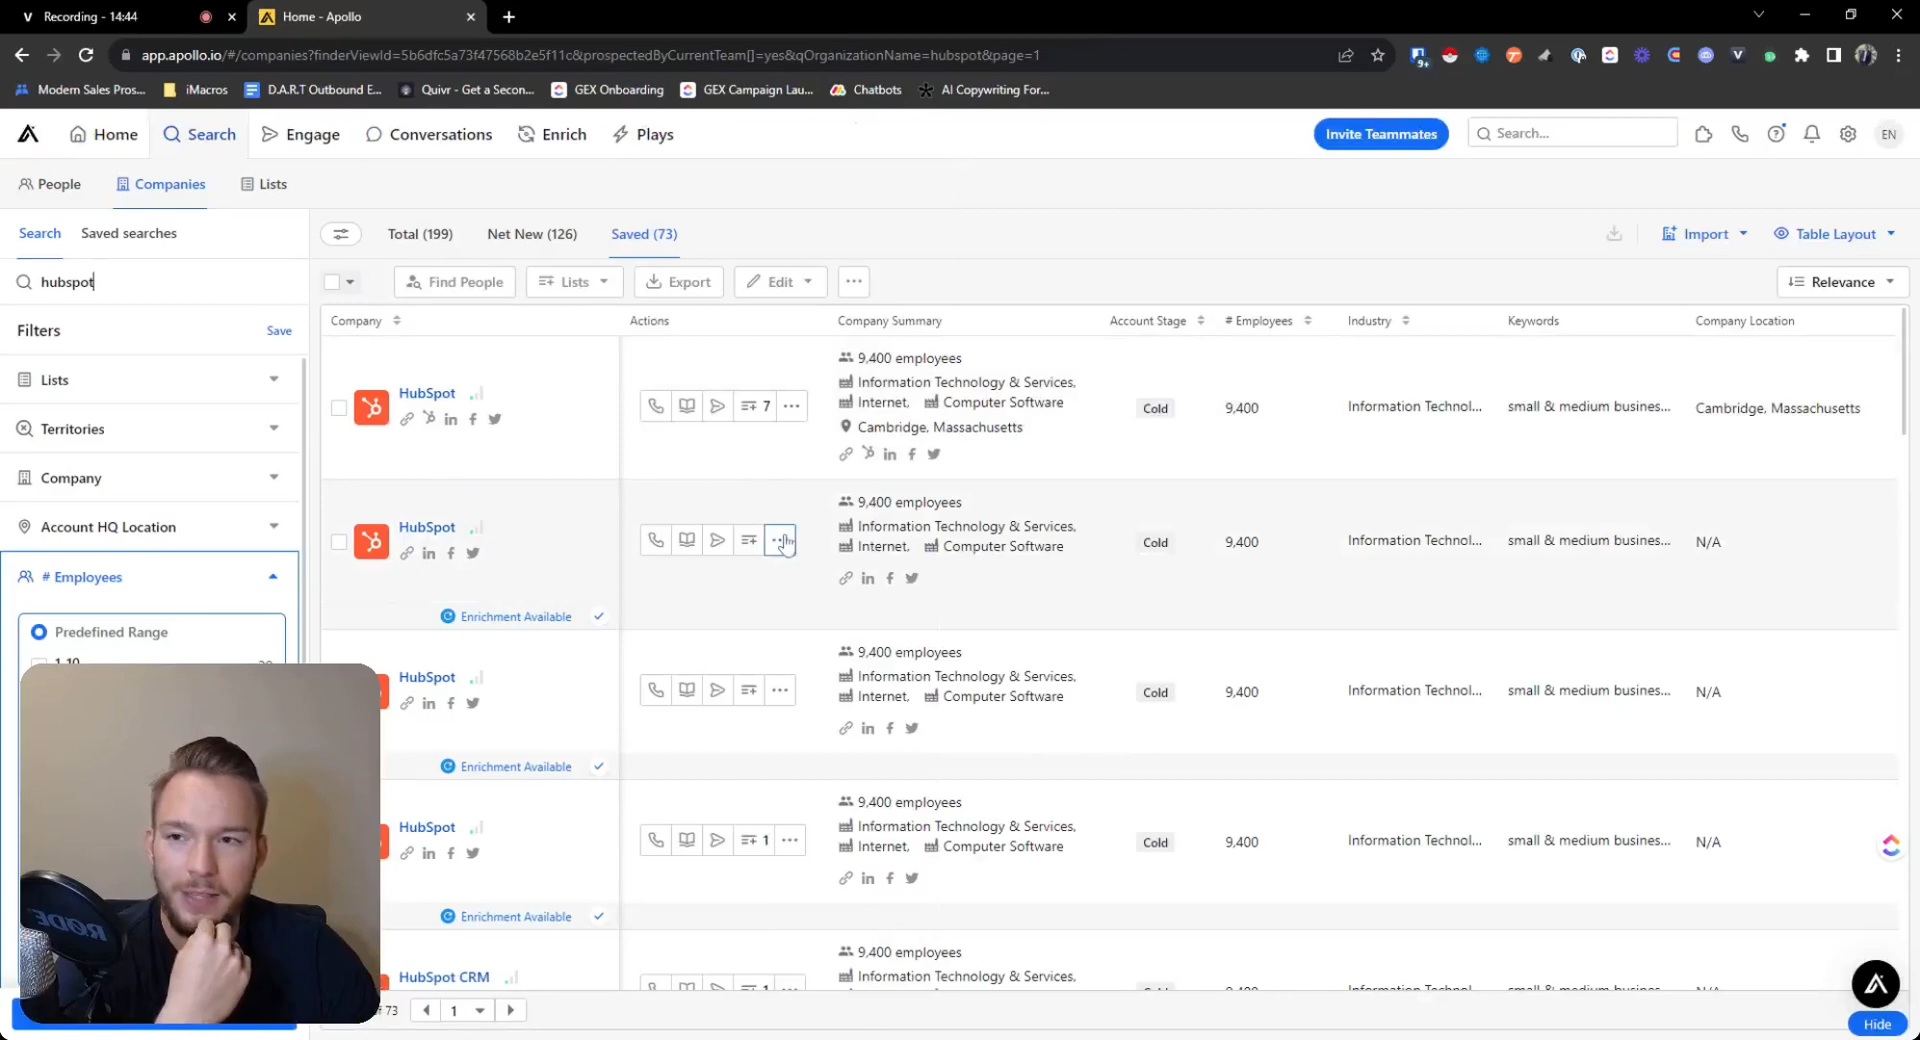 Recording - 14:44
Home - Apollo
app.apollo.io/#/companies?finderViewId=5b6dfc5a73f47568b2e5f11c&prospectedByCurrentTeam[]=yes&qOrganizationName=hubspot&page=1
9+
Modern Sales Pros...
iMacros
D.A.R.T Outbound E...
Quivr - Get a Secon...
GEX Onboarding
GEX Campaign Lau...
Chatbots
AI Copywriting For...
Home
Search
Engage
Conversations
Enrich
Plays
Invite Teammates
Search...
EN
People
Companies
Lists
Search
Saved searches
Total (199)
Net New (126)
Saved (73)
Import
Table Layout
hubspot
Find People
Lists
Export
Edit
Relevance
Filters
Save
Company
Actions
Company Summary
Account Stage
# Employees
Industry
Keywords
Company Location
Lists
Territories
Company
Account HQ Location
# Employees
Predefined Range
1-10
HubSpot
7
9,400 employees
Information Technology & Services,
Internet, Computer Software
Cambridge, Massachusetts
Cold
9,400
Information Technol...
small & medium busines...
Cambridge, Massachusetts
HubSpot
9,400 employees
Information Technology & Services,
Internet, Computer Software
Cold
9,400
Information Technol...
small & medium busines...
N/A
Enrichment Available
HubSpot
9,400 employees
Information Technology & Services,
Internet, Computer Software
Cold
9,400
Information Technol...
small & medium busines...
N/A
Enrichment Available
HubSpot
1
9,400 employees
Information Technology & Services,
Internet, Computer Software
Cold
9,400
Information Technol...
small & medium busines...
N/A
Enrichment Available
HubSpot CRM
9,400 employees
Information Technology & Services,
of 73
1
Hide
RØDE